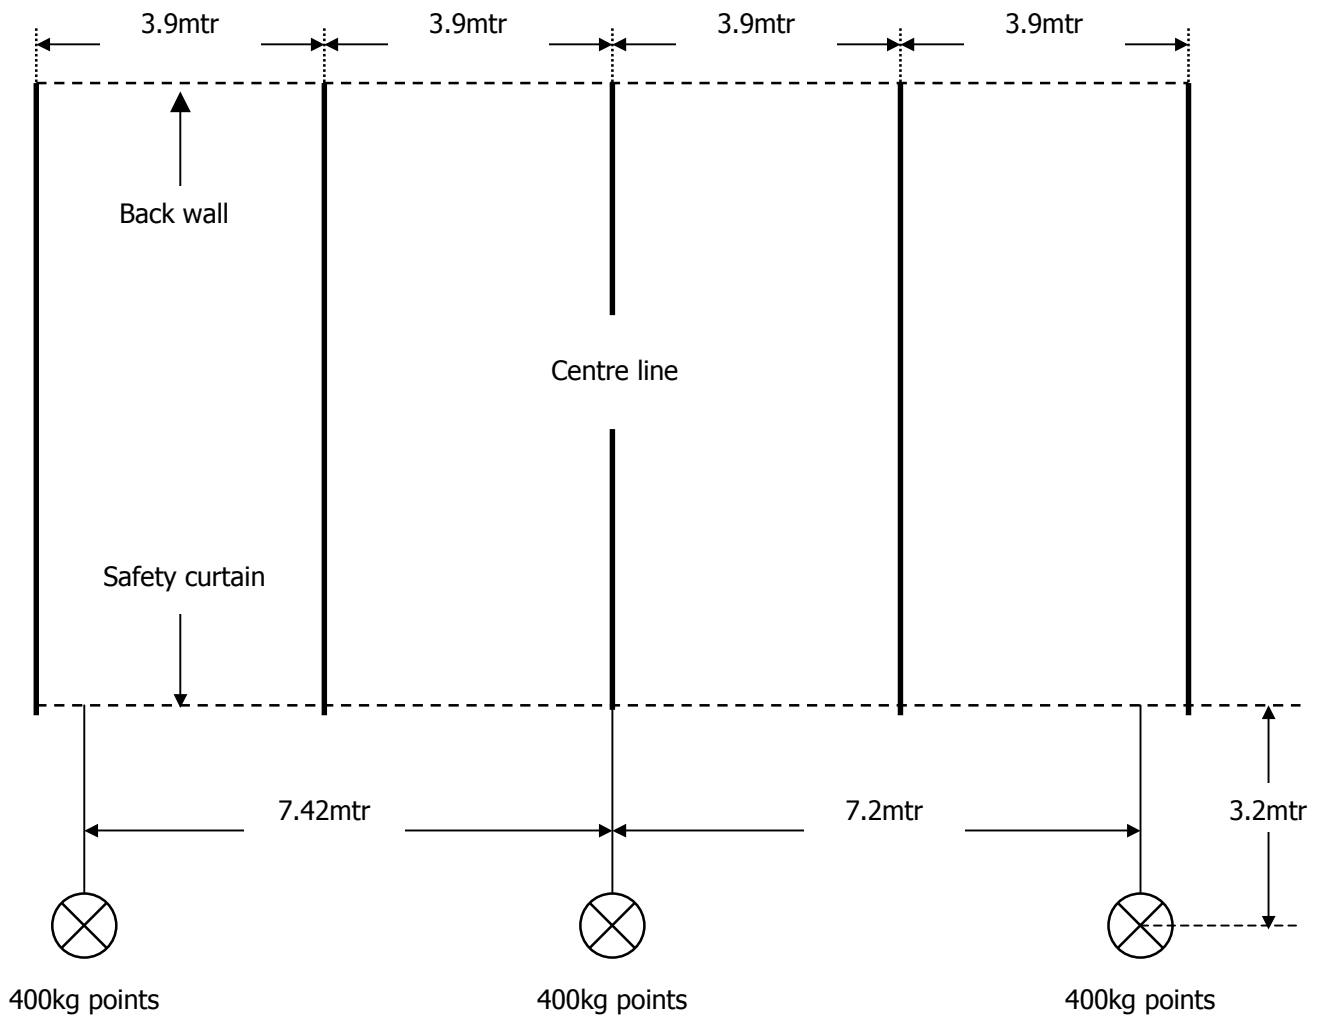 3.9mtr
3.9mtr
3.9mtr
3.9mtr
Back wall
Centre line
Safety curtain
7.42mtr
7.2mtr
3.2mtr
400kg points
400kg points
400kg points